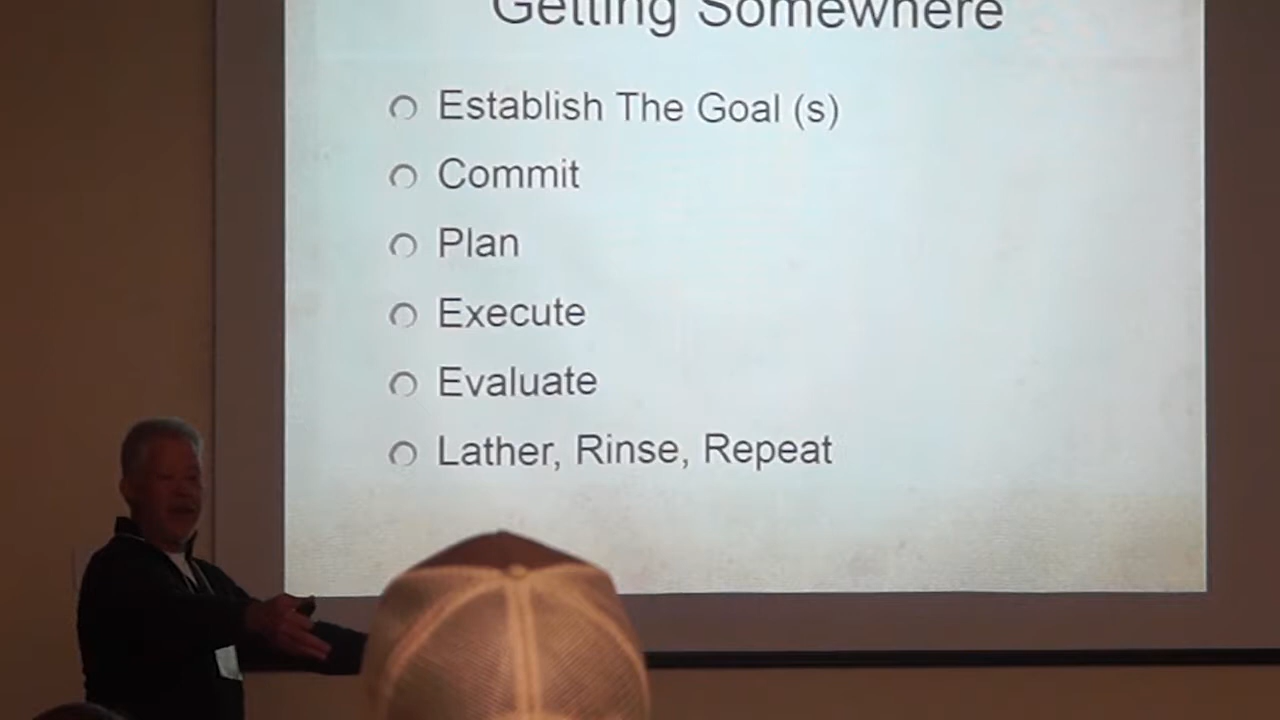 Getting Somewhere
Establish The Goal (s)
Commit
Plan
Execute
Evaluate
Lather, Rinse, Repeat